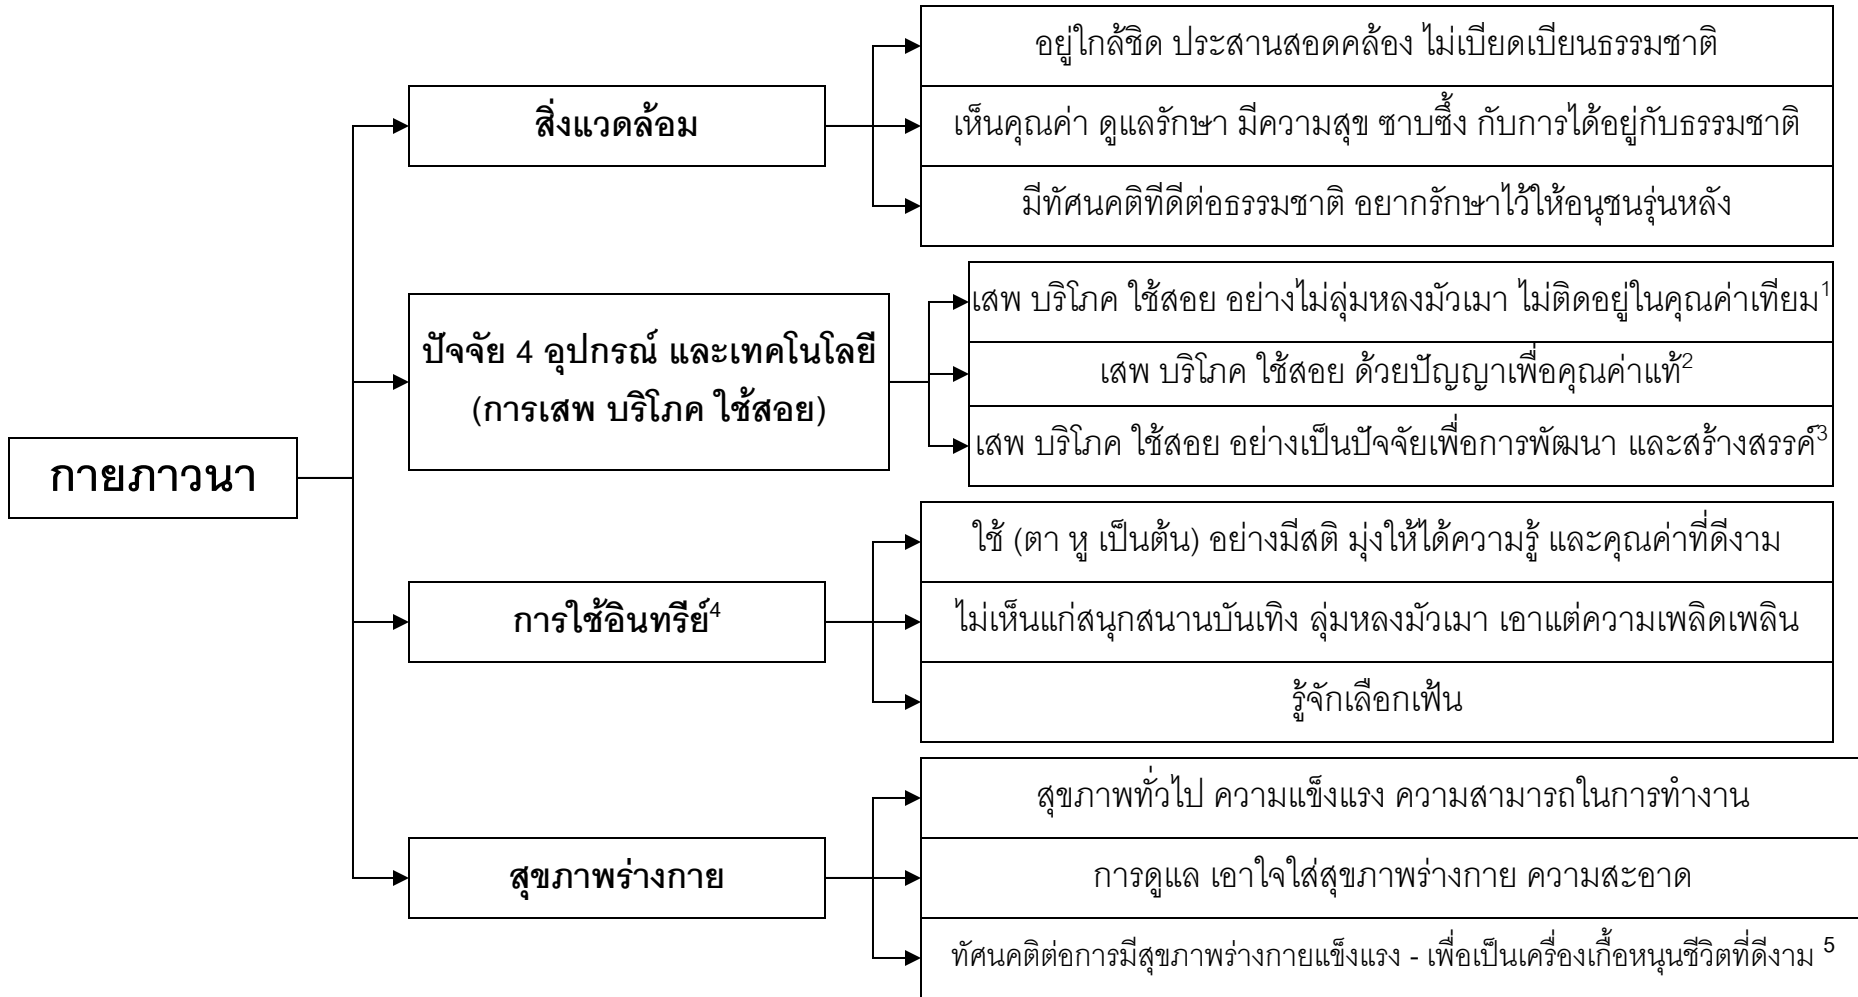 กายภาวนา
สิ่งแวดล้อม
อยู่ใกล้ชิด ประสานสอดคล้อง ไม่เบียดเบียนธรรมชาติ
เห็นคุณค่า ดูแลรักษา มีความสุข ซาบซึ้ง กับการได้อยู่กับธรรมชาติ
มีทัศนคติที่ดีต่อธรรมชาติ อยากรักษาไว้ให้อนุชนรุ่นหลัง
ปัจจัย 4 อุปกรณ์ และเทคโนโลยี
(การเสพ บริโภค ใช้สอย)
เสพ บริโภค ใช้สอย อย่างไม่ลุ่มหลงมัวเมา ไม่ติดอยู่ในคุณค่าเทียม¹
เสพ บริโภค ใช้สอย ด้วยปัญญาเพื่อคุณค่าแท้²
เสพ บริโภค ใช้สอย อย่างเป็นปัจจัยเพื่อการพัฒนา และสร้างสรรค์³
การใช้อินทรีย์⁴
ใช้ (ตา หู เป็นต้น) อย่างมีสติ มุ่งให้ได้ความรู้ และคุณค่าที่ดีงาม
ไม่เห็นแก่สนุกสนานบันเทิง ลุ่มหลงมัวเมา เอาแต่ความเพลิดเพลิน
รู้จักเลือกเฟ้น
สุขภาพร่างกาย
สุขภาพทั่วไป ความแข็งแรง ความสามารถในการทำงาน
การดูแล เอาใจใส่สุขภาพร่างกาย ความสะอาด
ทัศนคติต่อการมีสุขภาพร่างกายแข็งแรง - เพื่อเป็นเครื่องเกื้อหนุนชีวิตที่ดีงาม ⁵